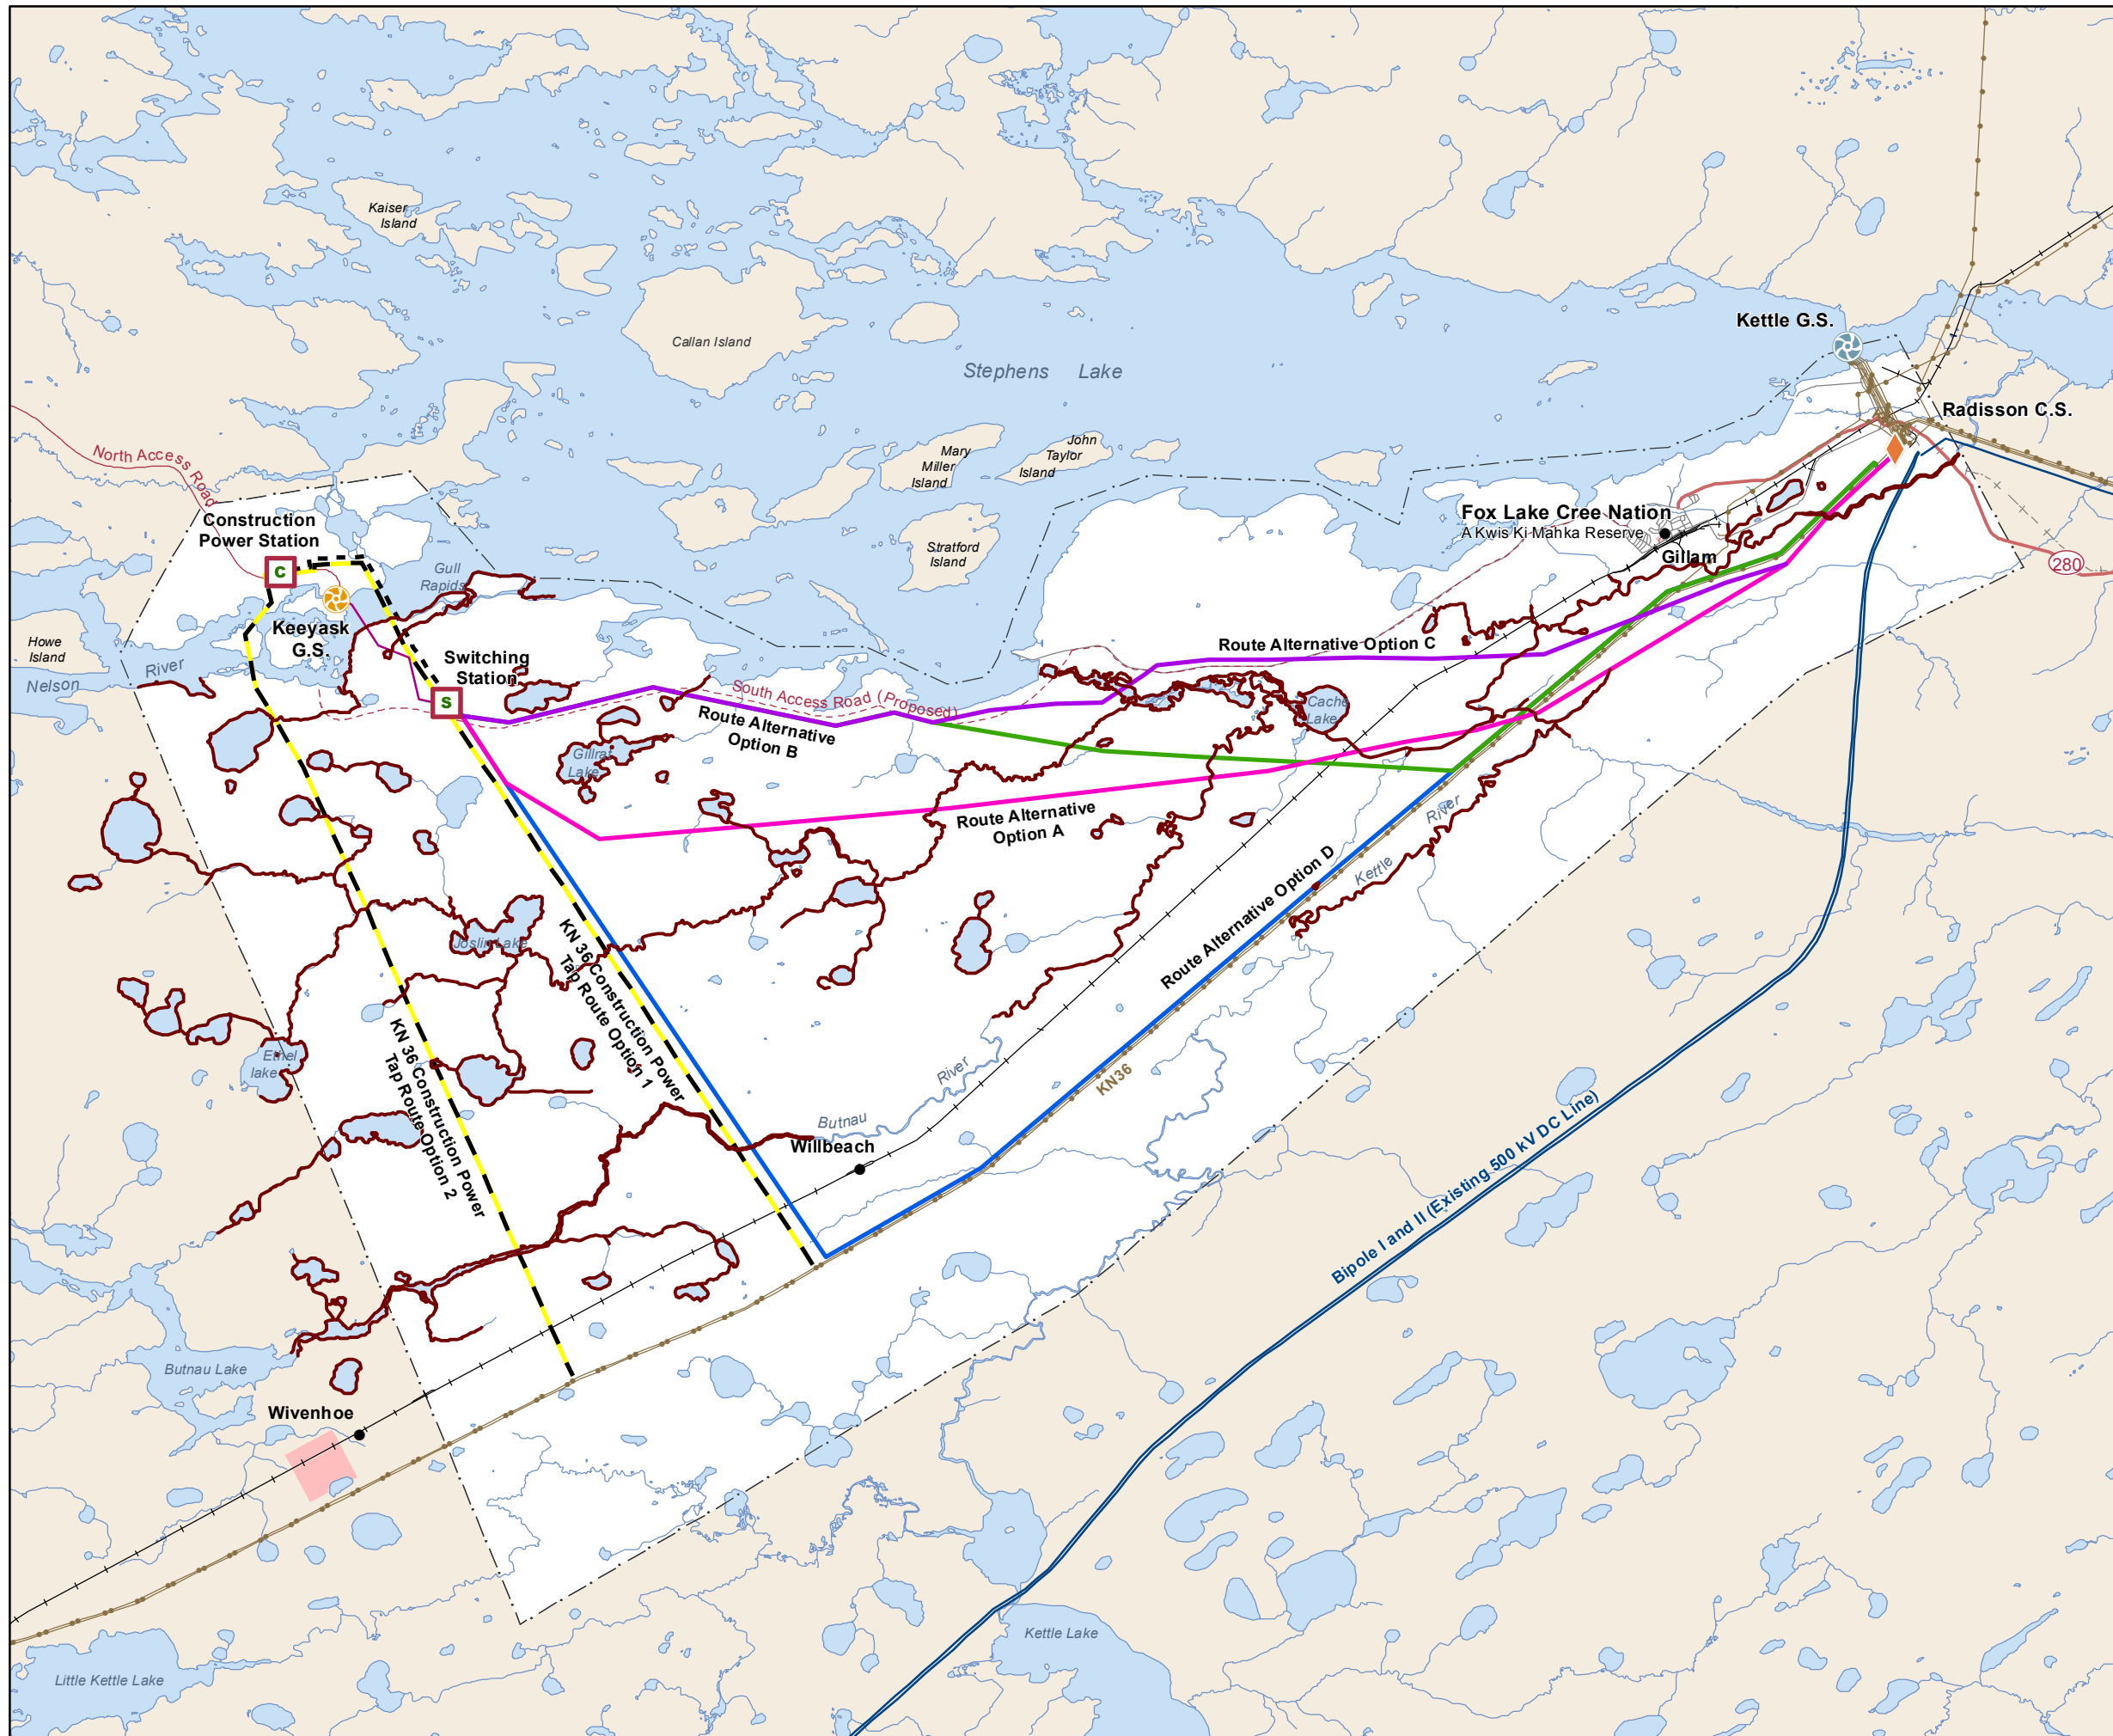 Kaiser
Island
Callan Island
Stephens Lake
Kettle G.S.
Radisson C.S.
North Access Road
Mary
Miller
Island
John
Taylor
Island
Construction
Power Station
C
Fox Lake Cree Nation
A Kwis Ki Mahka Reserve
Gillam
Stratford
Island
280
Gull
Rapids
Keeyask
G.S.
Howe
Island
River
Nelson
Switching
Station
S
Route Alternative Option C
South Access Road (Proposed)
Route Alternative
Option B
Cache
Lake
Gillrat
Lake
Route Alternative
Option A
River
Kettle
Route Alternative Option D
Joslin Lake
KN 36 Construction Power
Tap Route Option 1
KN 36 Construction Power
Tap Route Option 2
Ethel
lake
River
Butnau
KN36
Willbeach
Bipole I and II (Existing 500 kV DC Line)
Butnau Lake
Wivenhoe
Kettle Lake
Little Kettle Lake